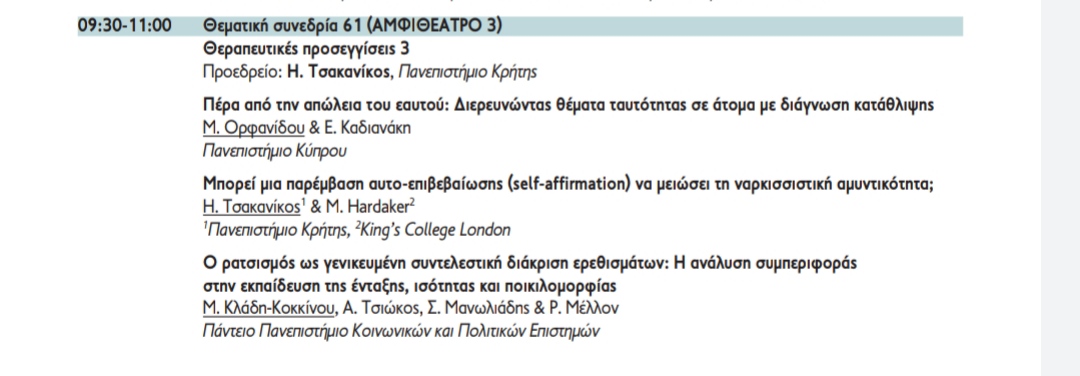 09:30-11:00 Θεματική συνεδρία 61 (ΑΜΦΙΘΕΑΤΡΟ 3)
Θεραπευτικές προσεγγίσεις 3
Προεδρείο: Η. Τσακανίκος, Πανεπιστήμιο Κρήτης
Πέρα από την απώλεια του εαυτού: Διερευνώντας θέματα ταυτότητας σε άτομα με διάγνωση κατάθλιψης
Μ. Ορφανίδου & Ε. Καδιανάκη
Πανεπιστήμιο Κύπρου
Μπορεί μια παρέμβαση αυτο-επιβεβαίωσης (self-affirmation) να μειώσει τη ναρκισσιστική αμυντικότητα;
Η. Τσακανίκος¹ & M. Hardaker²
¹Πανεπιστήμιο Κρήτης, ²King's College London
Ο ρατσισμός ως γενικευμένη συντελεστική διάκριση ερεθισμάτων: Η ανάλυση συμπεριφοράς
στην εκπαίδευση της ένταξης, ισότητας και ποικιλομορφίας
Μ. Κλάδη-Κοκκίνου, Α. Τσιώκος, Σ. Μανωλιάδης & Ρ. Μέλλον
Πάντειο Πανεπιστήμιο Κοινωνικών και Πολιτικών Επιστημών